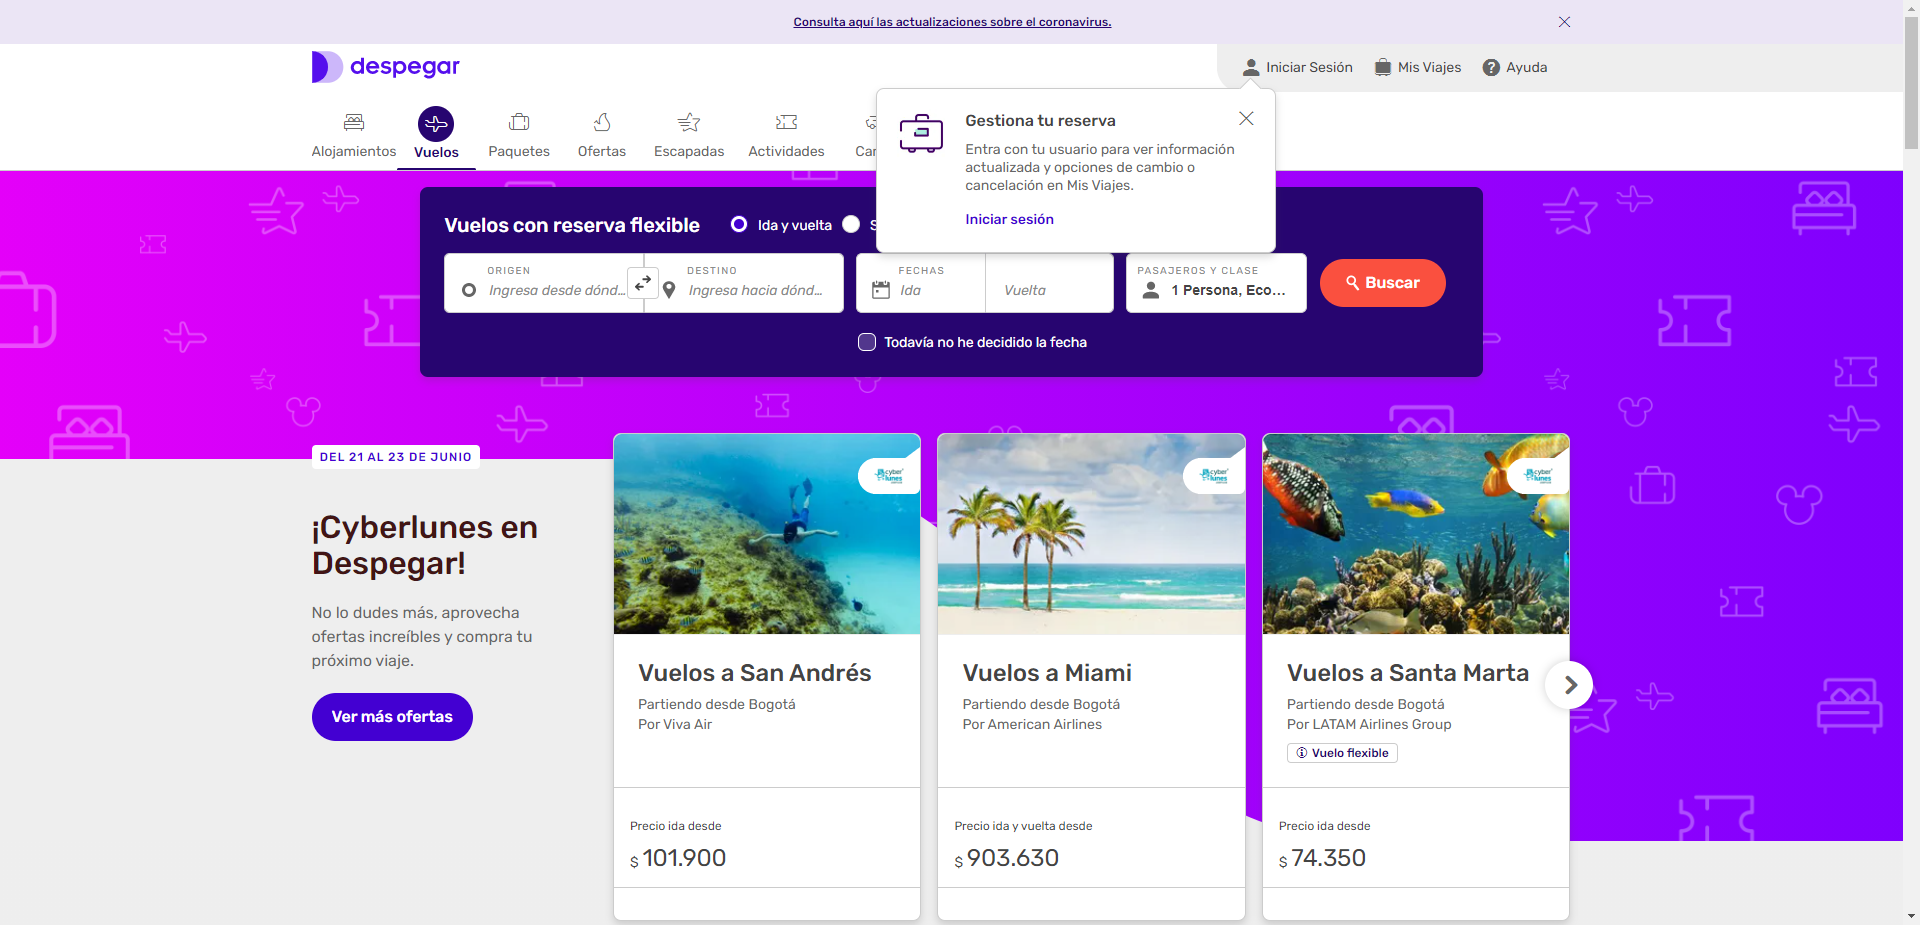 Consulta aquí las actualizaciones sobre el coronavirus.
despegar
Iniciar Sesión
Mis Viajes
Ayuda
Alojamientos
Vuelos
Paquetes
Ofertas
Escapadas
Actividades
Gestiona tu reserva
Entra con tu usuario para ver información
actualizada y opciones de cambio o
cancelación en Mis Viajes.
Iniciar sesión
Vuelos con reserva flexible
Ida y vuelta
ORIGEN
Ingresa desde dónd...
DESTINO
Ingresa hacia dónd...
FECHAS
Ida
Vuelta
PASAJEROS Y CLASE
1 Persona, Eco...
Buscar
Todavía no he decidido la fecha
DEL 21 AL 23 DE JUNIO
¡Cyberlunes en
Despegar!
No lo dudes más, aprovecha
ofertas increíbles y compra tu
próximo viaje.
Ver más ofertas
cyber
lunes
Vuelos a San Andrés
Partiendo desde Bogotá
Por Viva Air
Precio ida desde
$ 101.900
cyber
lunes
Vuelos a Miami
Partiendo desde Bogotá
Por American Airlines
Precio ida y vuelta desde
$ 903.630
cyber
lunes
Vuelos a Santa Marta
Partiendo desde Bogotá
Por LATAM Airlines Group
Vuelo flexible
Precio ida desde
$ 74.350